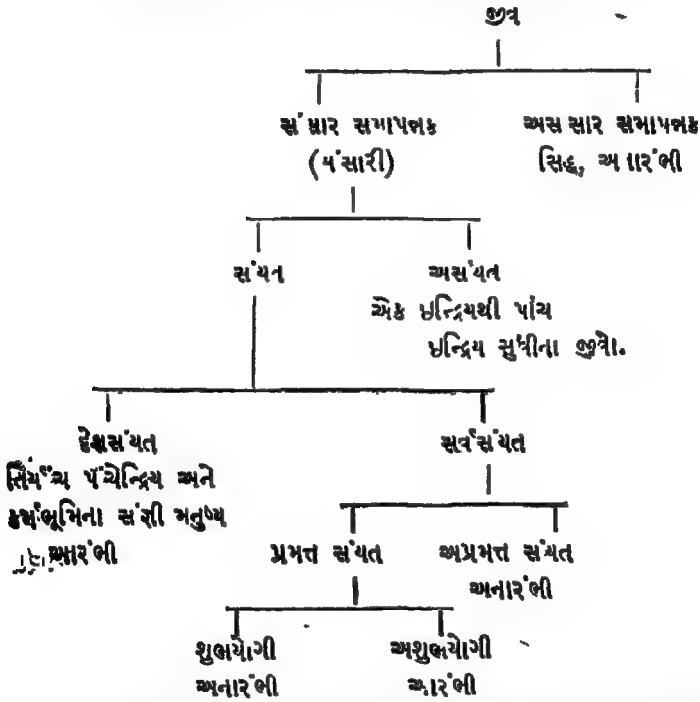 જીવ
સંસાર સમાપન્નક
અસંસાર સમાપન્નક
(સંસારી)
સિદ્ધ, અનારંભી
સંયત
અસંયત
એક ઇન્દ્રિયથી પાંચ
ઇન્દ્રિય સુધીના જીવો.
દેશસંયત
સર્વસંયત
તિર્યંચ પંચેન્દ્રિય અને
કર્મભૂમિના સંજ્ઞી મનુષ્ય
આરંભી
પ્રમત્ત સંયત
અપ્રમત્ત સંયત
અનારંભી
શુભયોગી
અશુભયોગી
અનારંભી
આરંભી